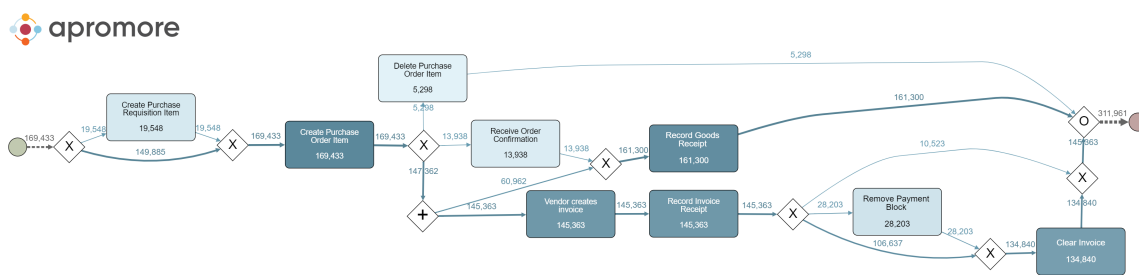 apromore
5,298
Delete Purchase
Order Item
5,298
161,300
311,961
Create Purchase
Requisition Item
19,548
19,548
19,548
5,298
169,433
X
X
149,885
169,433
Create Purchase
Order Item
169,433
169,433
X
13,938
Receive Order
Confirmation
13,938
13,938
X
161,300
Record Goods
Receipt
161,300
O
145,363
10,523
X
147,362
60,962
+
145,363
Vendor creates
invoice
145,363
145,363
Record Invoice
Receipt
145,363
145,363
X
28,203
Remove Payment
Block
28,203
28,203
106,637
X
134,840
134,840
Clear Invoice
134,840